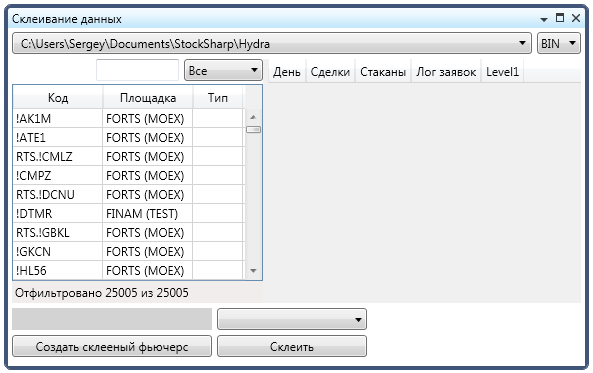 Склеивание данных
C:\Users\Sergey\Documents\StockSharp\Hydra BIN
Все День Сделки Стаканы Лог заявок Level1
Код Площадка Тип
!AK1M FORTS (MOEX)
!ATE1 FORTS (MOEX)
RTS.!CMLZ FORTS (MOEX)
!CMPZ FORTS (MOEX)
RTS.!DCNU FORTS (MOEX)
!DTMR FINAM (TEST)
RTS.!GBKL FORTS (MOEX)
!GKCN FORTS (MOEX)
!HL56 FORTS (MOEX)
Отфильтровано 25005 из 25005
Создать склееный фьючерс Склеить